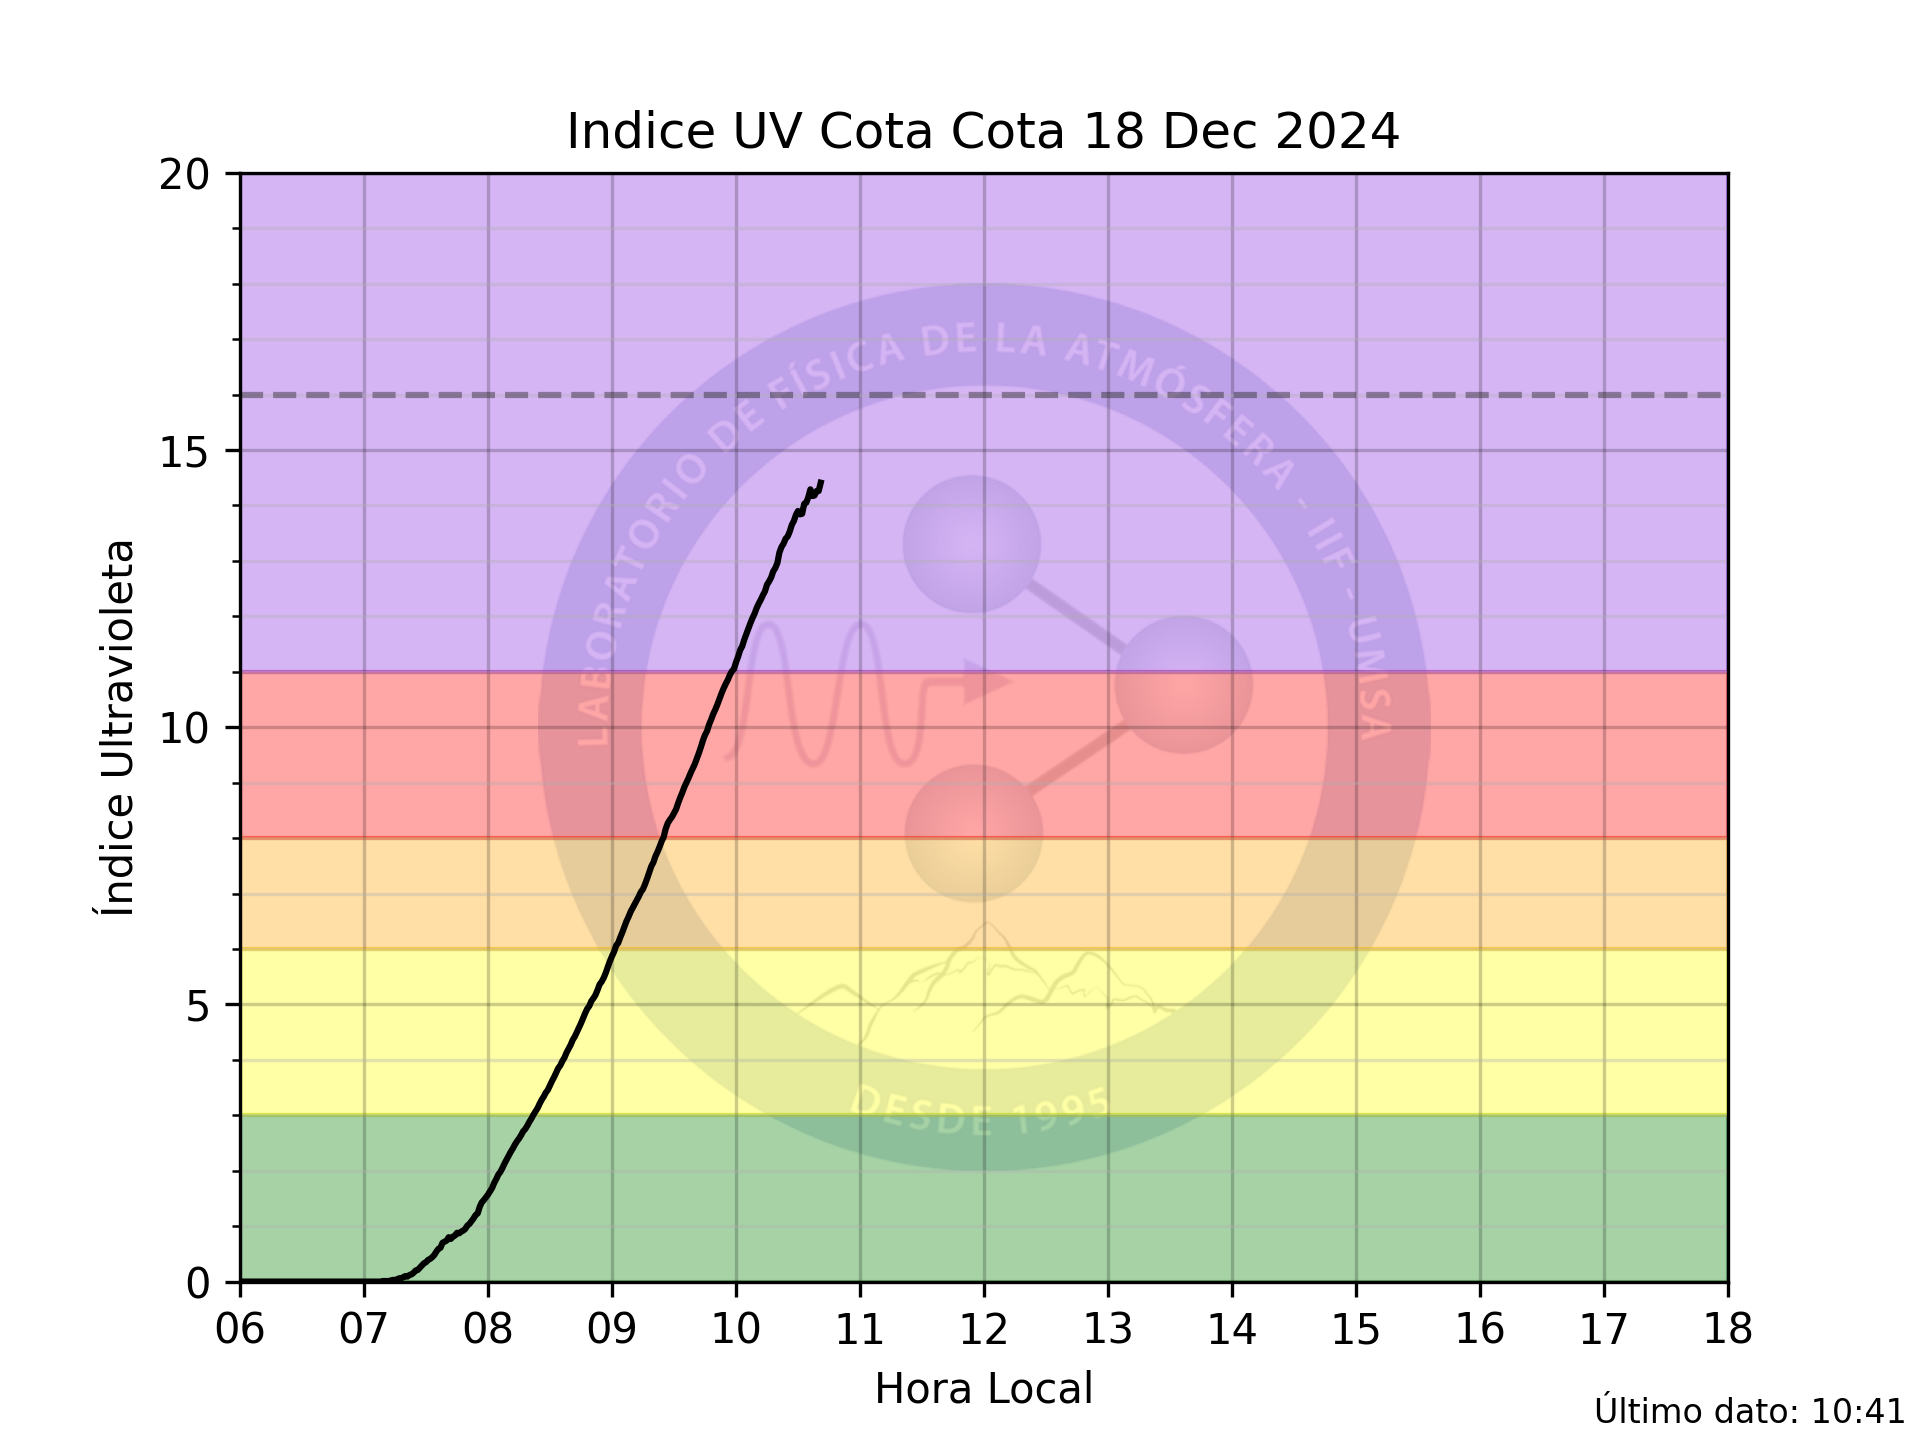 Indice UV Cota Cota 18 Dec 2024
20
15
10
5
0
Índice Ultravioleta
LABORATORIO DE FÍSICA DE LA ATMÓSFERA - IIF - UMSA
DESDE 1995
06 07 08 09 10 11 12 13 14 15 16 17 18
Hora Local
Último dato: 10:41